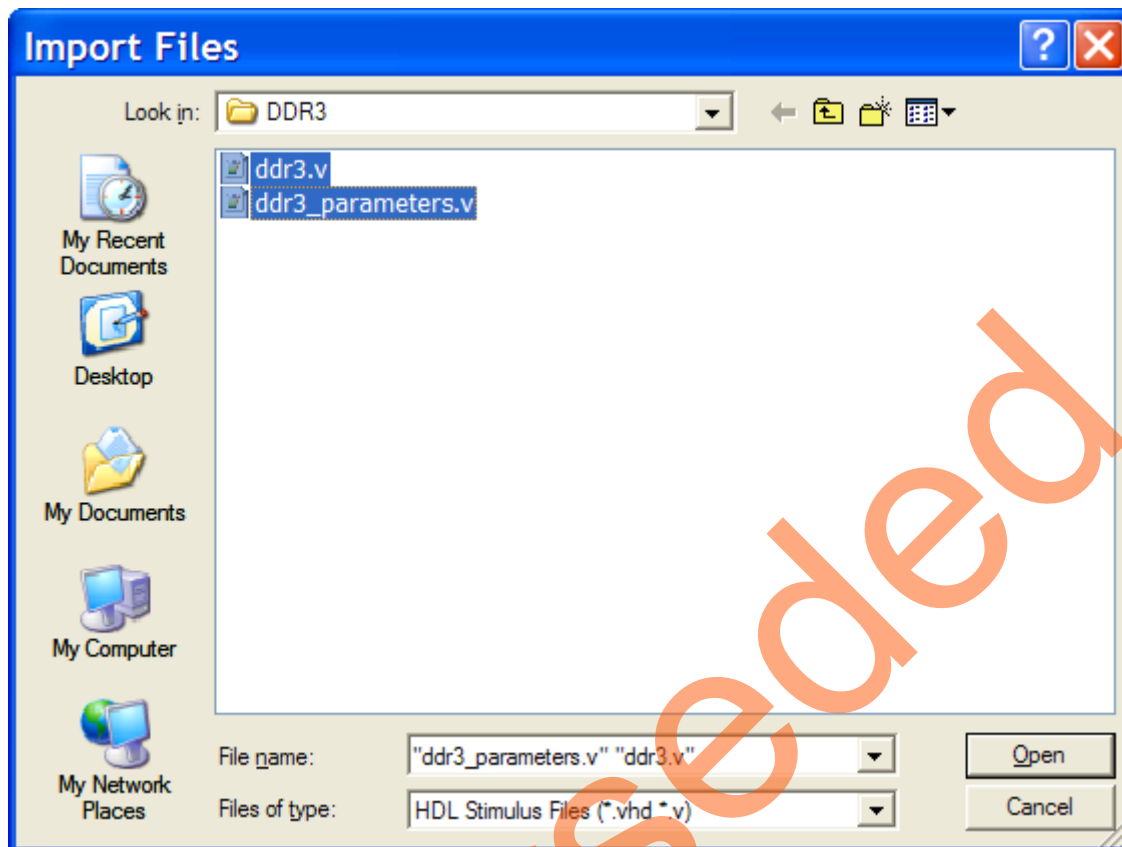 Import Files
Look in: DDR3
ddr3.v
ddr3_parameters.v
My Recent
Documents
Desktop
My Documents
My Computer
My Network
Places
File name: "ddr3_parameters.v" "ddr3.v" Open
Files of type: HDL Stimulus Files (*.vhd *.v) Cancel
seded